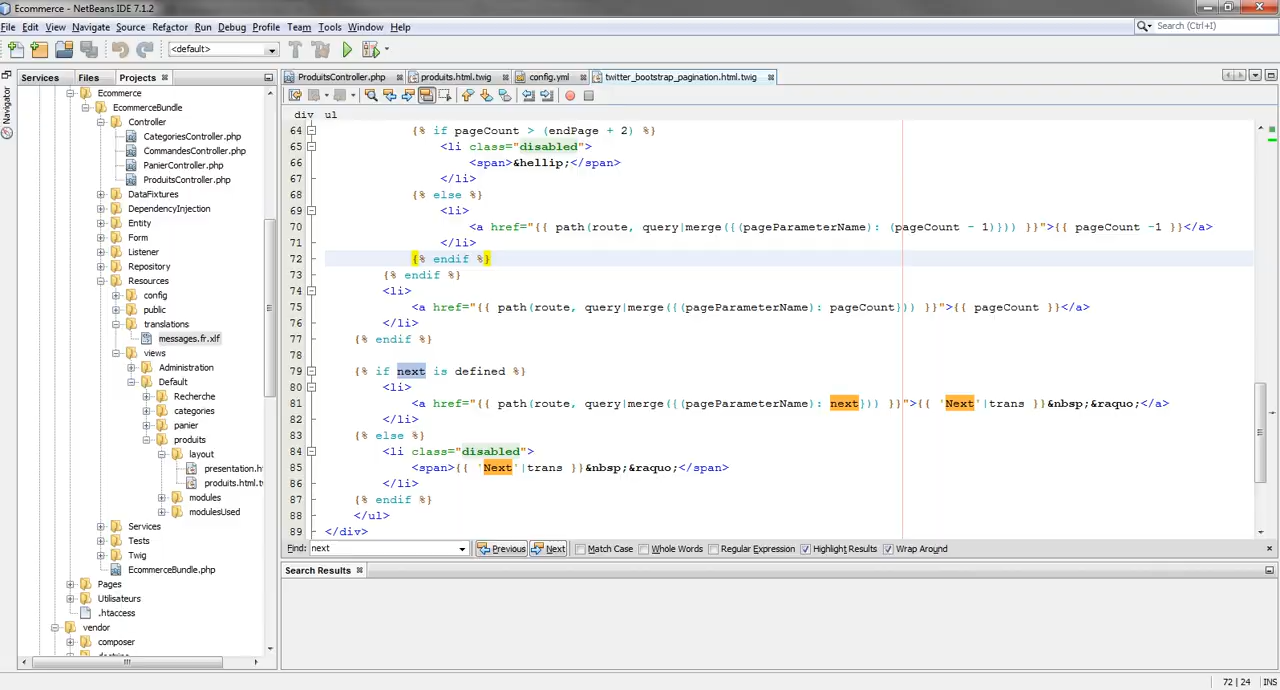 Ecommerce - NetBeans IDE 7.1.2
File Edit View Navigate Source Refactor Run Debug Profile Team Tools Window Help
Search (Ctrl+I)
<default>
Services Files Projects
ProduitsController.php produits.html.twig config.yml twitter_bootstrap_pagination.html.twig
Navigator
div ul
Ecommerce
EcommerceBundle
Controller
CategoriesController.php
CommandesController.php
PanierController.php
ProduitsController.php
DataFixtures
DependencyInjection
Entity
Form
Listener
Repository
Resources
config
public
translations
messages.fr.xlf
views
Administration
Default
Recherche
categories
panier
produits
layout
presentation.h
produits.html.t
modules
modulesUsed
Services
Tests
Twig
EcommerceBundle.php
Pages
Utilisateurs
.htaccess
vendor
composer
64 {% if pageCount > (endPage + 2) %}
65 <li class="disabled">
66 <span>&hellip;</span>
67 </li>
68 {% else %}
69 <li>
70 <a href="{{ path(route, query|merge({(pageParameterName): (pageCount - 1)})) }}">{{ pageCount -1 }}</a>
71 </li>
72 {% endif %}
73 {% endif %}
74 <li>
75 <a href="{{ path(route, query|merge({(pageParameterName): pageCount})) }}">{{ pageCount }}</a>
76 </li>
77 {% endif %}
78
79 {% if next is defined %}
80 <li>
81 <a href="{{ path(route, query|merge({(pageParameterName): next})) }}">{{ 'Next'|trans }}&nbsp;&raquo;</a>
82 </li>
83 {% else %}
84 <li class="disabled">
85 <span>{{ 'Next'|trans }}&nbsp;&raquo;</span>
86 </li>
87 {% endif %}
88 </ul>
89 </div>
Find: next Previous Next Match Case Whole Words Regular Expression Highlight Results Wrap Around
Search Results
72 | 24 INS